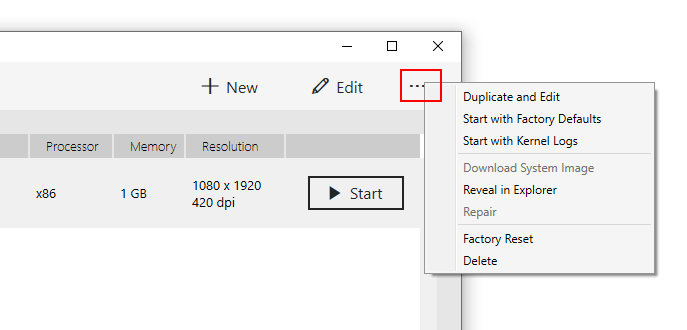 New
Edit
...
Duplicate and Edit
Start with Factory Defaults
Start with Kernel Logs
Download System Image
Reveal in Explorer
Repair
Factory Reset
Delete
Processor
Memory
Resolution
x86
1 GB
1080 x 1920
420 dpi
Start